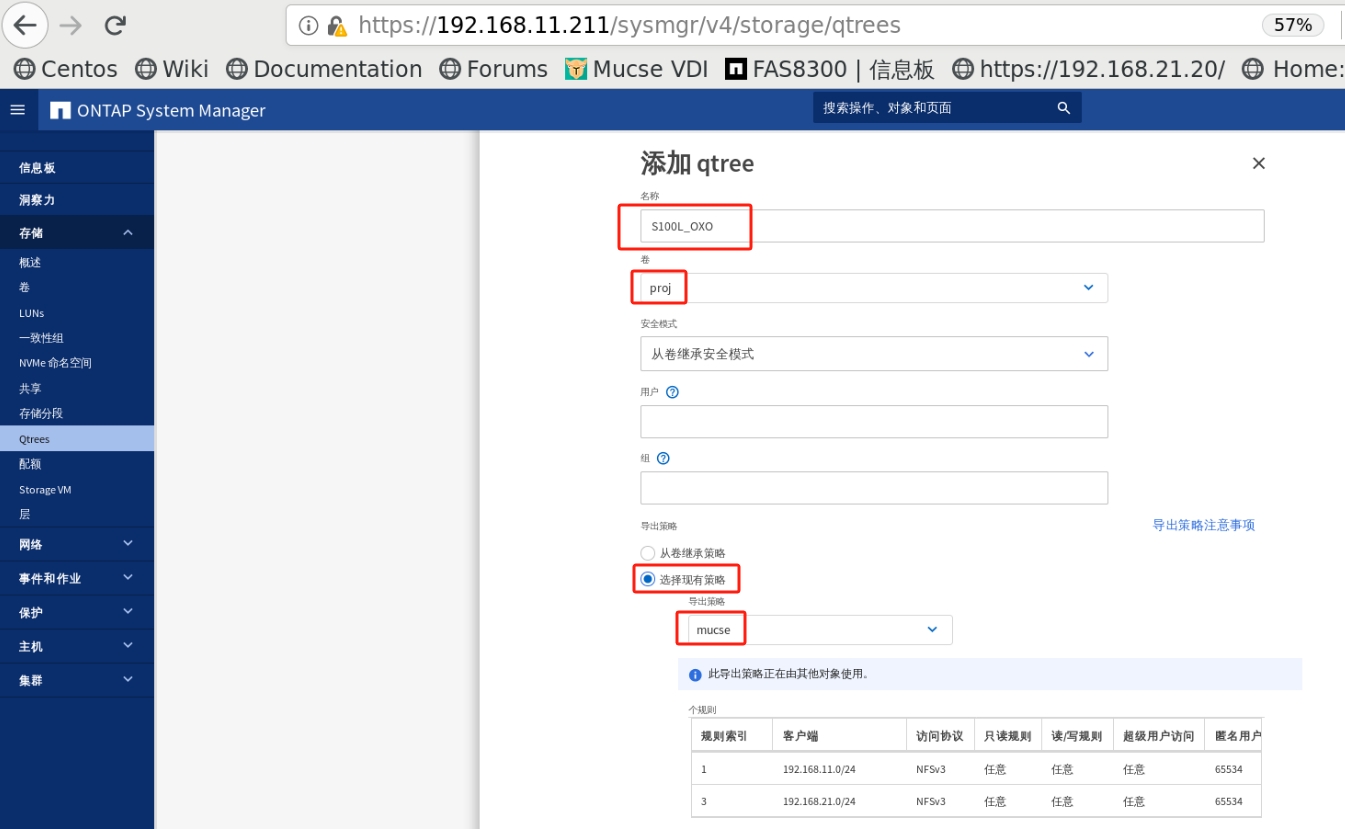 https://192.168.11.211/sysmgr/v4/storage/qtrees 57%
Centos Wiki Documentation Forums Mucse VDI FAS8300 | 信息板 https://192.168.21.20/ Home:
ONTAP System Manager 搜索操作、对象和页面
信息板
洞察力
存储
概述
卷
LUNs
一致性组
NVMe 命名空间
共享
存储分段
Qtrees
配额
Storage VM
层
网络
事件和作业
保护
主机
集群
添加 qtree
名称
S100L_OXO
卷
proj
安全模式
从卷继承安全模式
用户
组
导出策略 导出策略注意事项
从卷继承策略
选择现有策略
导出策略
mucse
此导出策略正在由其他对象使用。
个规则
规则索引 客户端 访问协议 只读规则 读/写规则 超级用户访问 匿名用户
1 192.168.11.0/24 NFSv3 任意 任意 任意 65534
3 192.168.21.0/24 NFSv3 任意 任意 任意 65534